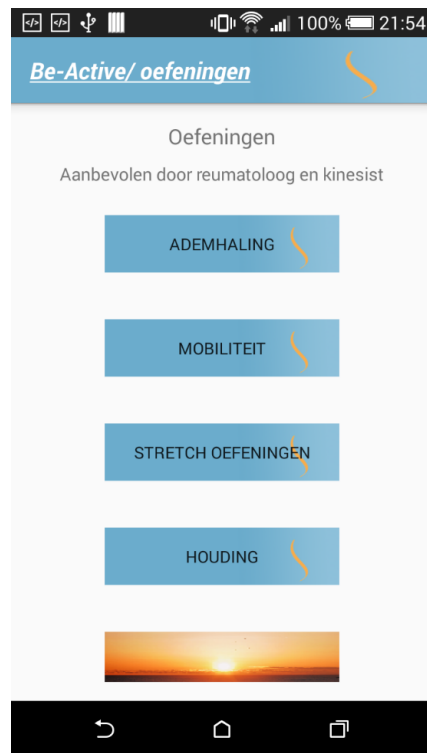 100% 21:54
Be-Active/ oefeningen
Oefeningen
Aanbevolen door reumatoloog en kinesist
ADEMHALING
MOBILITEIT
STRETCH OEFENINGEN
HOUDING